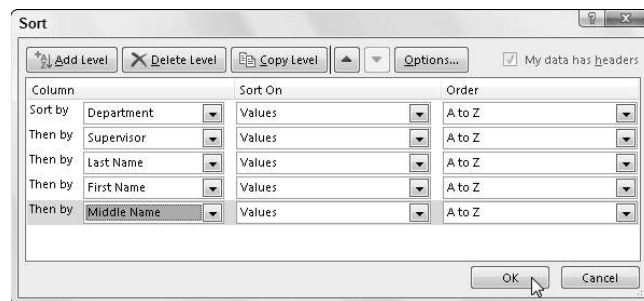 Sort
Add Level Delete Level Copy Level Options... My data has headers
Column Sort On Order
Sort by Department Values A to Z
Then by Supervisor Values A to Z
Then by Last Name Values A to Z
Then by First Name Values A to Z
Then by Middle Name Values A to Z
OK Cancel